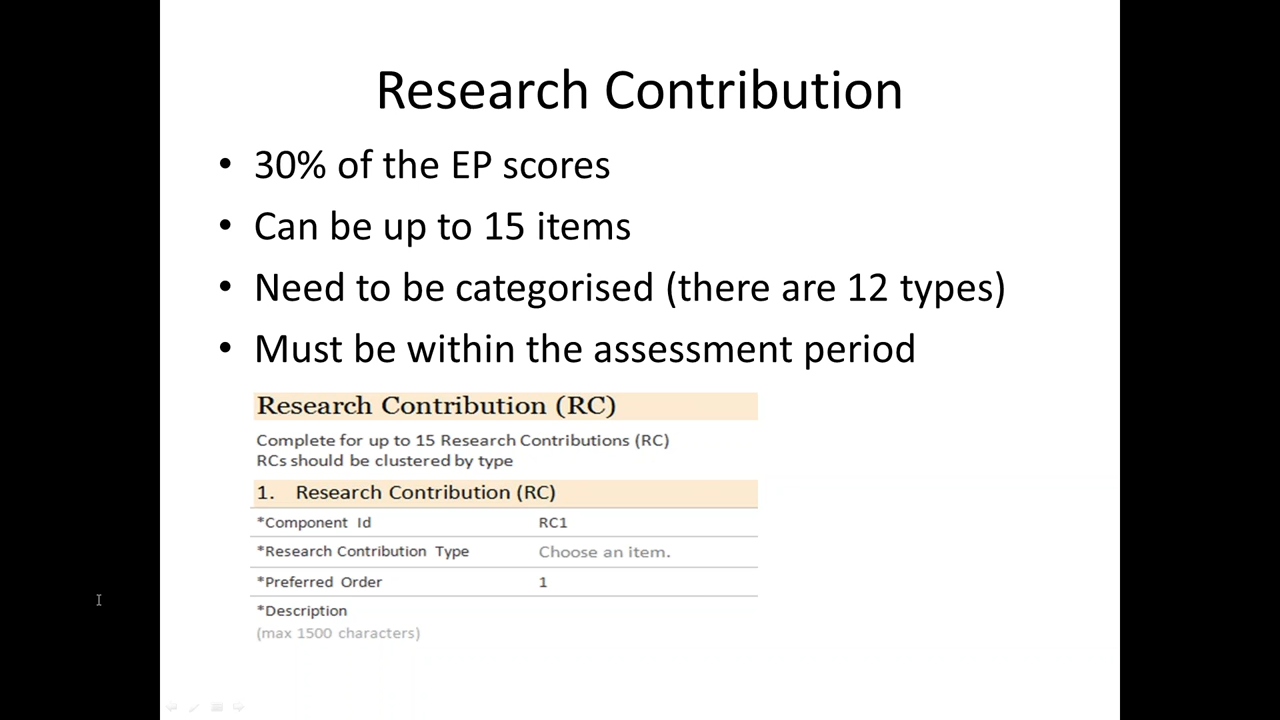 Research Contribution
• 30% of the EP scores
• Can be up to 15 items
• Need to be categorised (there are 12 types)
• Must be within the assessment period
Research Contribution (RC)
Complete for up to 15 Research Contributions (RC)
RCs should be clustered by type
1. Research Contribution (RC)
*Component Id RC1
*Research Contribution Type Choose an item.
*Preferred Order 1
*Description
(max 1500 characters)